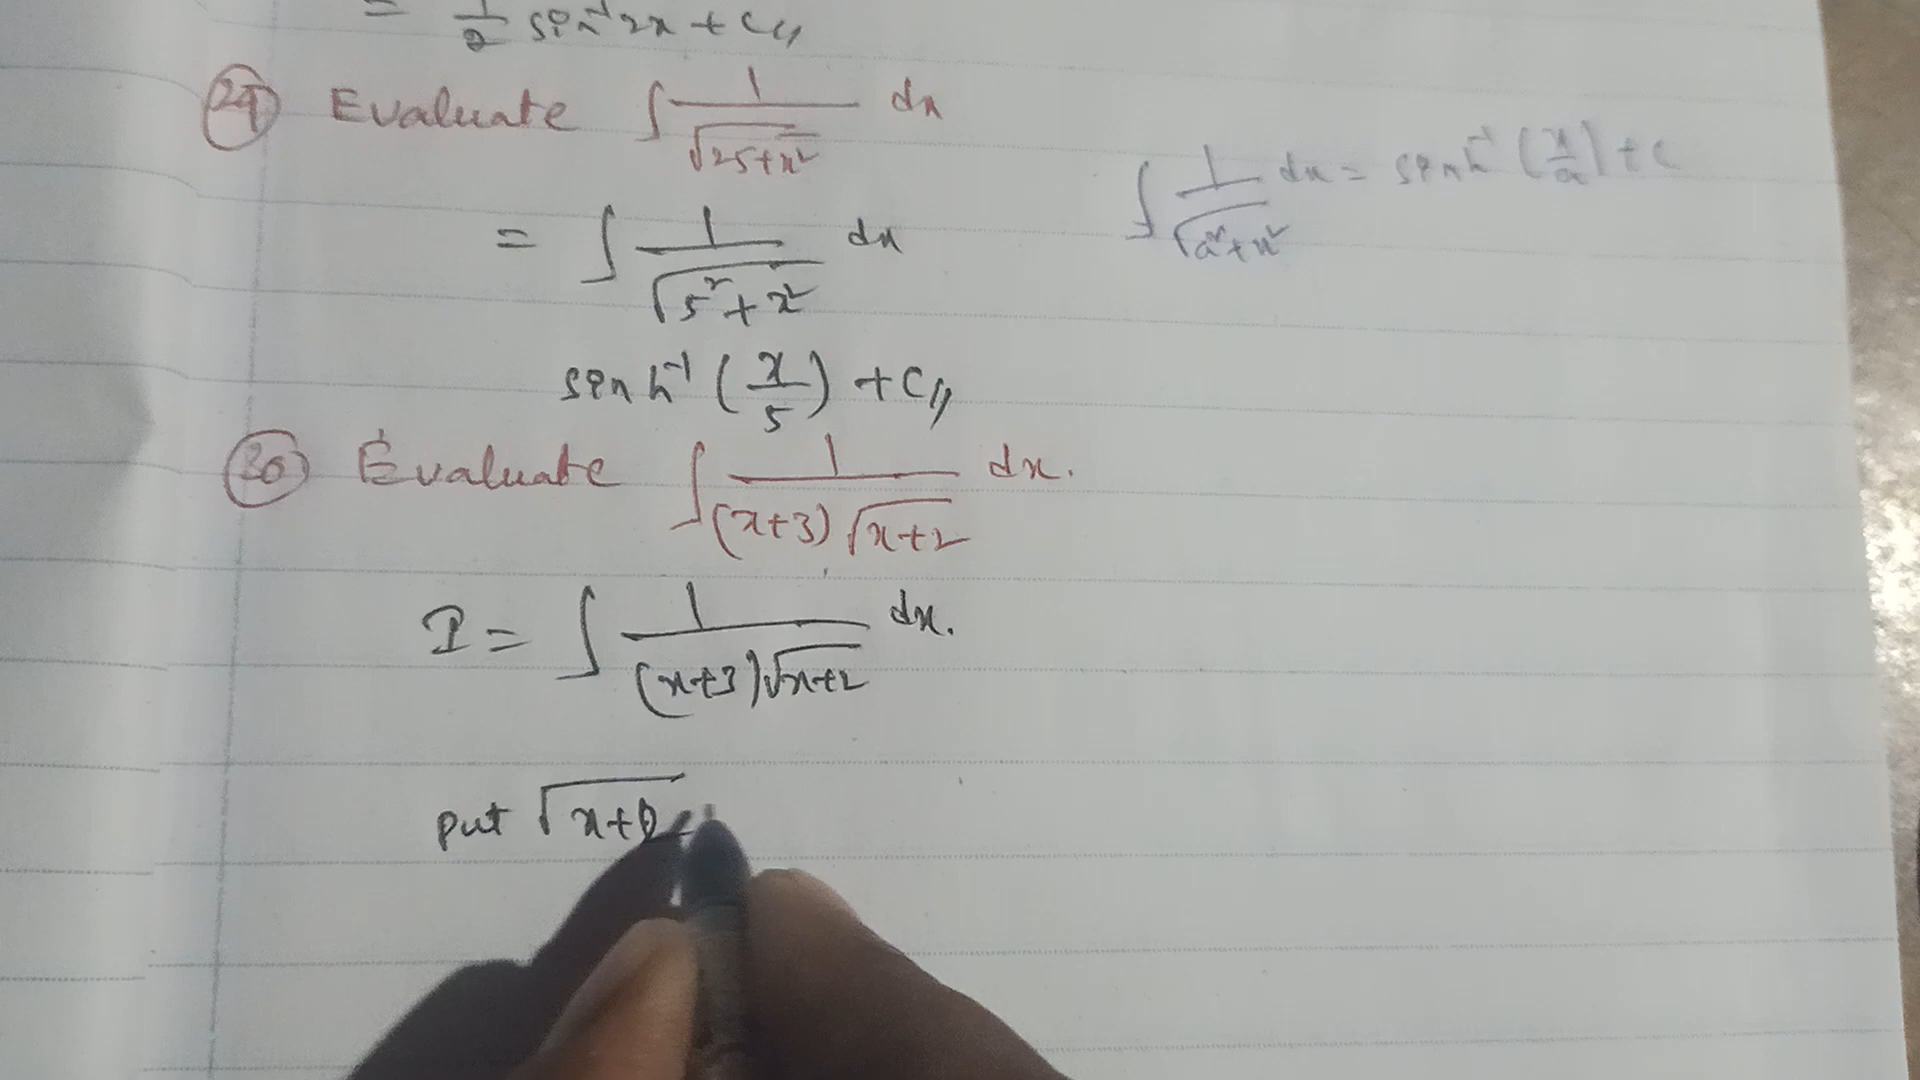 = 1/2 sin⁻¹ 2x + c//
29 Evaluate ∫ 1/√(25+x²) dx
= ∫ 1/√(5²+x²) dx
∫ 1/√(a²+x²) dx = sinh⁻¹ (x/a) + c
sinh⁻¹ (x/5) + c//
30 Evaluate ∫ 1/((x+3)√(x+2)) dx.
I = ∫ 1/((x+3)√(x+2)) dx.
put √(x+2)